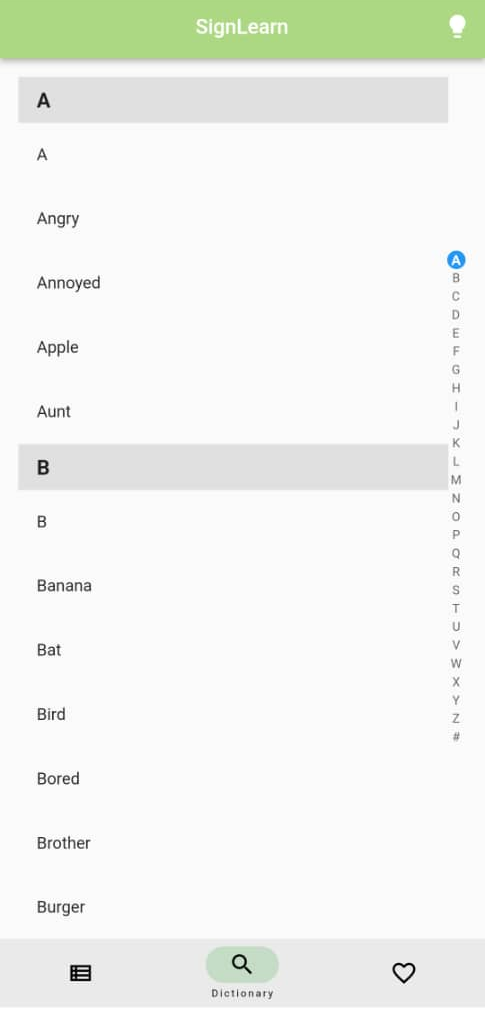 SignLearn
A
A
Angry
Annoyed
Apple
Aunt
B
B
Banana
Bat
Bird
Bored
Brother
Burger
A
B
C
D
E
F
G
H
I
J
K
L
M
N
O
P
Q
R
S
T
U
V
W
X
Y
Z
#
Dictionary